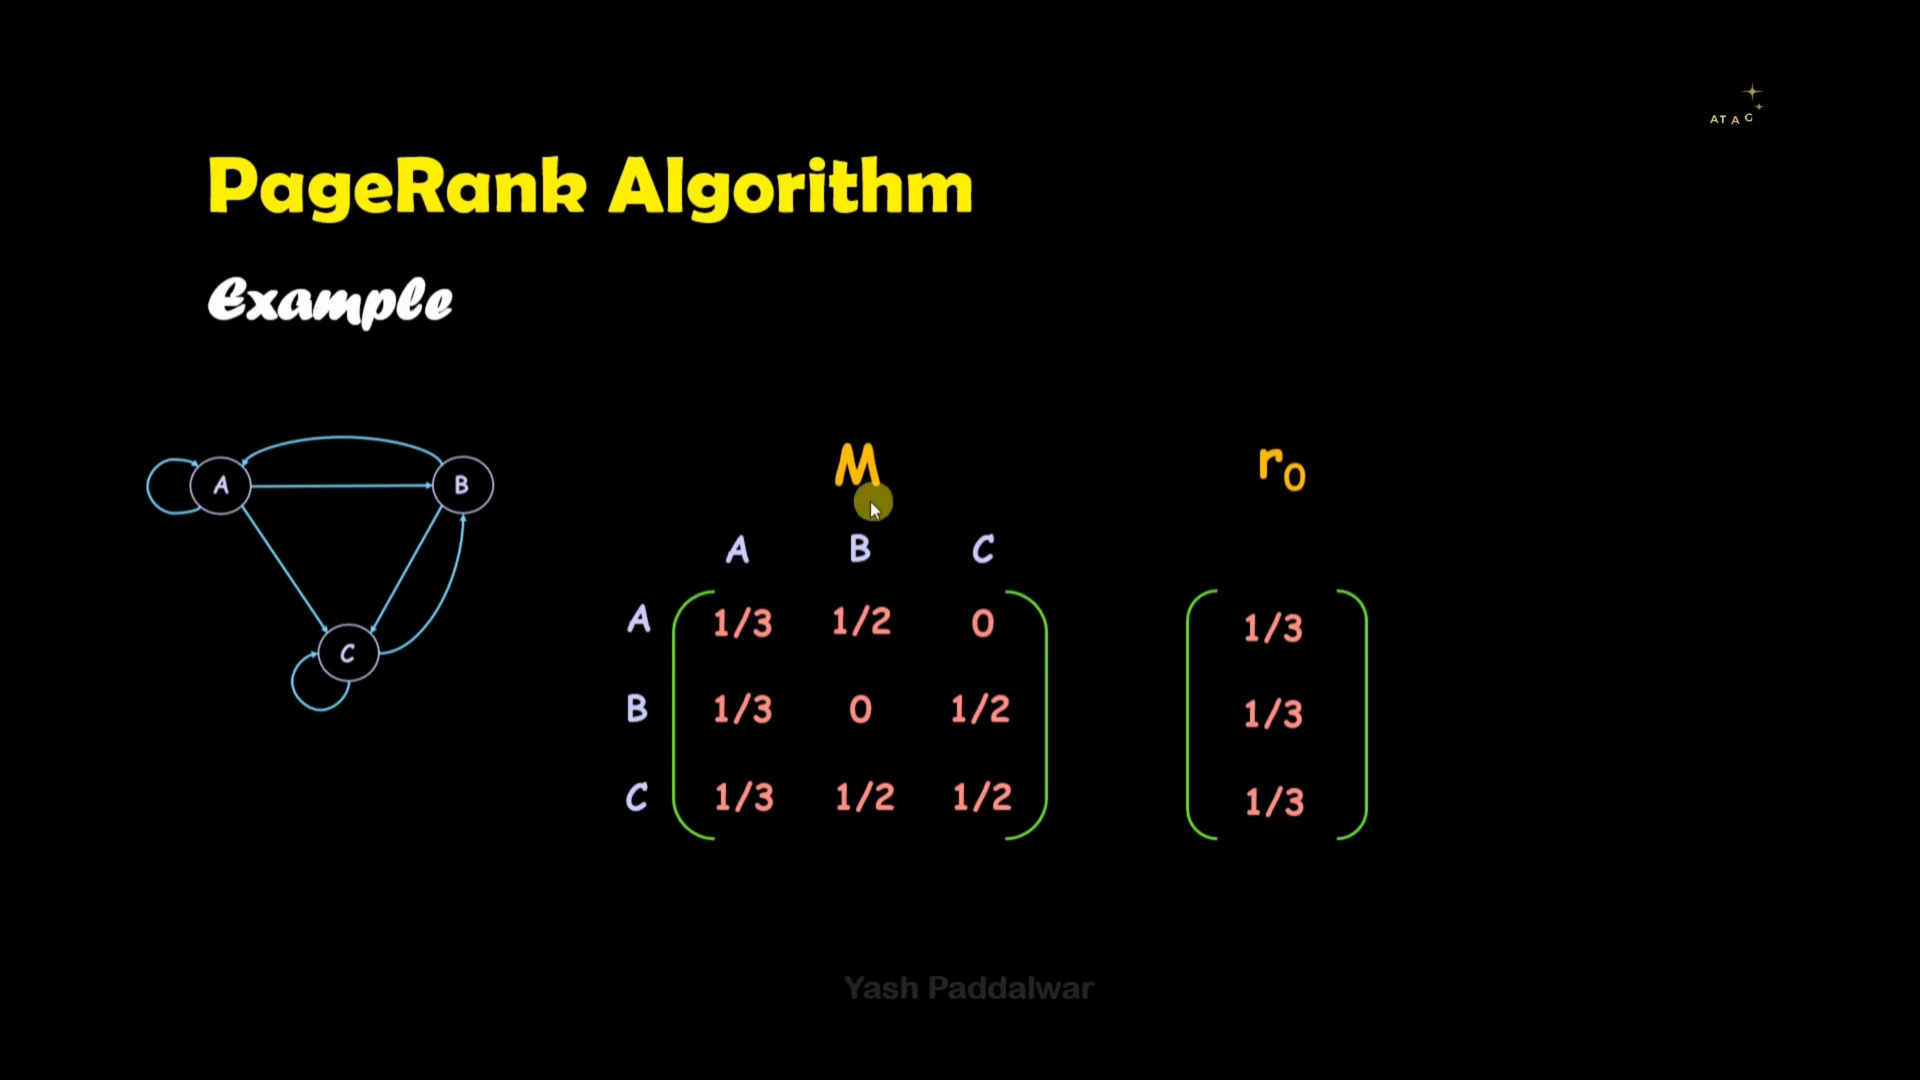 ATAG
PageRank Algorithm
Example
A
B
C
M
A B C
A 1/3 1/2 0
B 1/3 0 1/2
C 1/3 1/2 1/2
r0
1/3
1/3
1/3
Yash Paddalwar